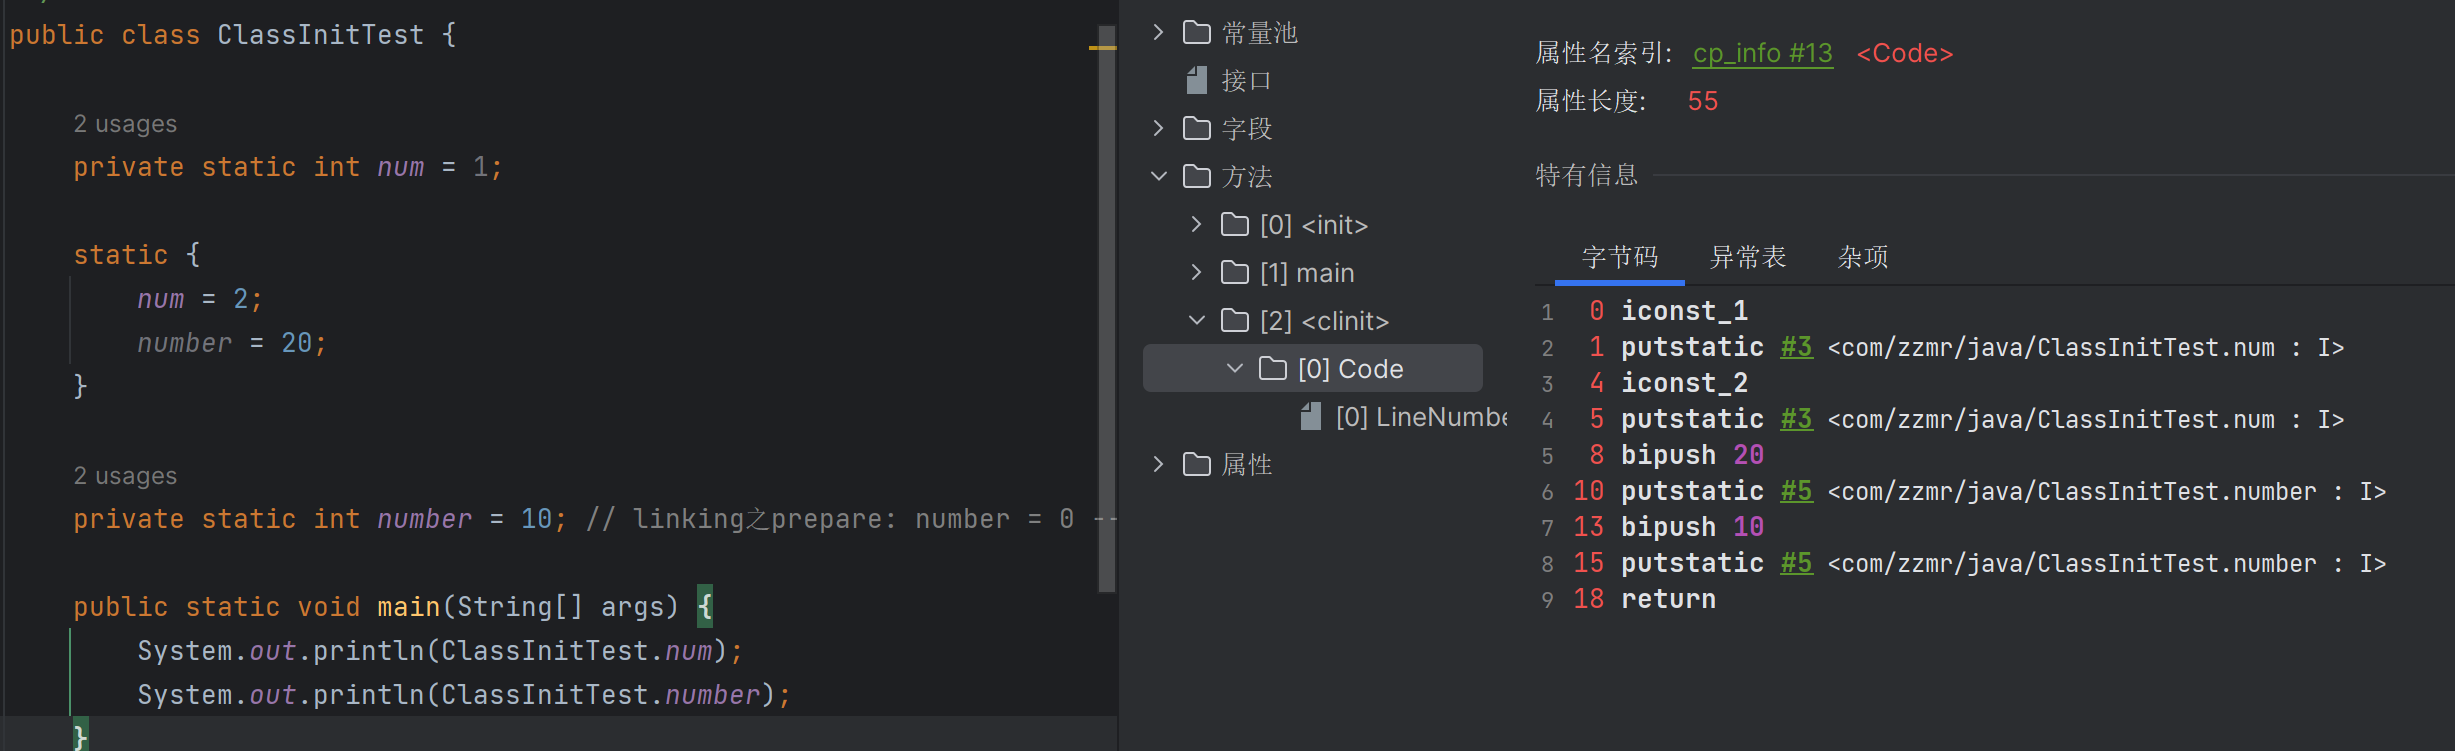 public class ClassInitTest {
2 usages
private static int num = 1;
static {
num = 2;
number = 20;
}
2 usages
private static int number = 10; // linking之prepare: number = 0 --
public static void main(String[] args) {
System.out.println(ClassInitTest.num);
System.out.println(ClassInitTest.number);
}
常量池
接口
字段
方法
[0] <init>
[1] main
[2] <clinit>
[0] Code
[0] LineNumbe
属性
属性名索引: cp_info #13 <Code>
属性长度: 55
特有信息
字节码 异常表 杂项
1 0 iconst_1
2 1 putstatic #3 <com/zzmr/java/ClassInitTest.num : I>
3 4 iconst_2
4 5 putstatic #3 <com/zzmr/java/ClassInitTest.num : I>
5 8 bipush 20
6 10 putstatic #5 <com/zzmr/java/ClassInitTest.number : I>
7 13 bipush 10
8 15 putstatic #5 <com/zzmr/java/ClassInitTest.number : I>
9 18 return